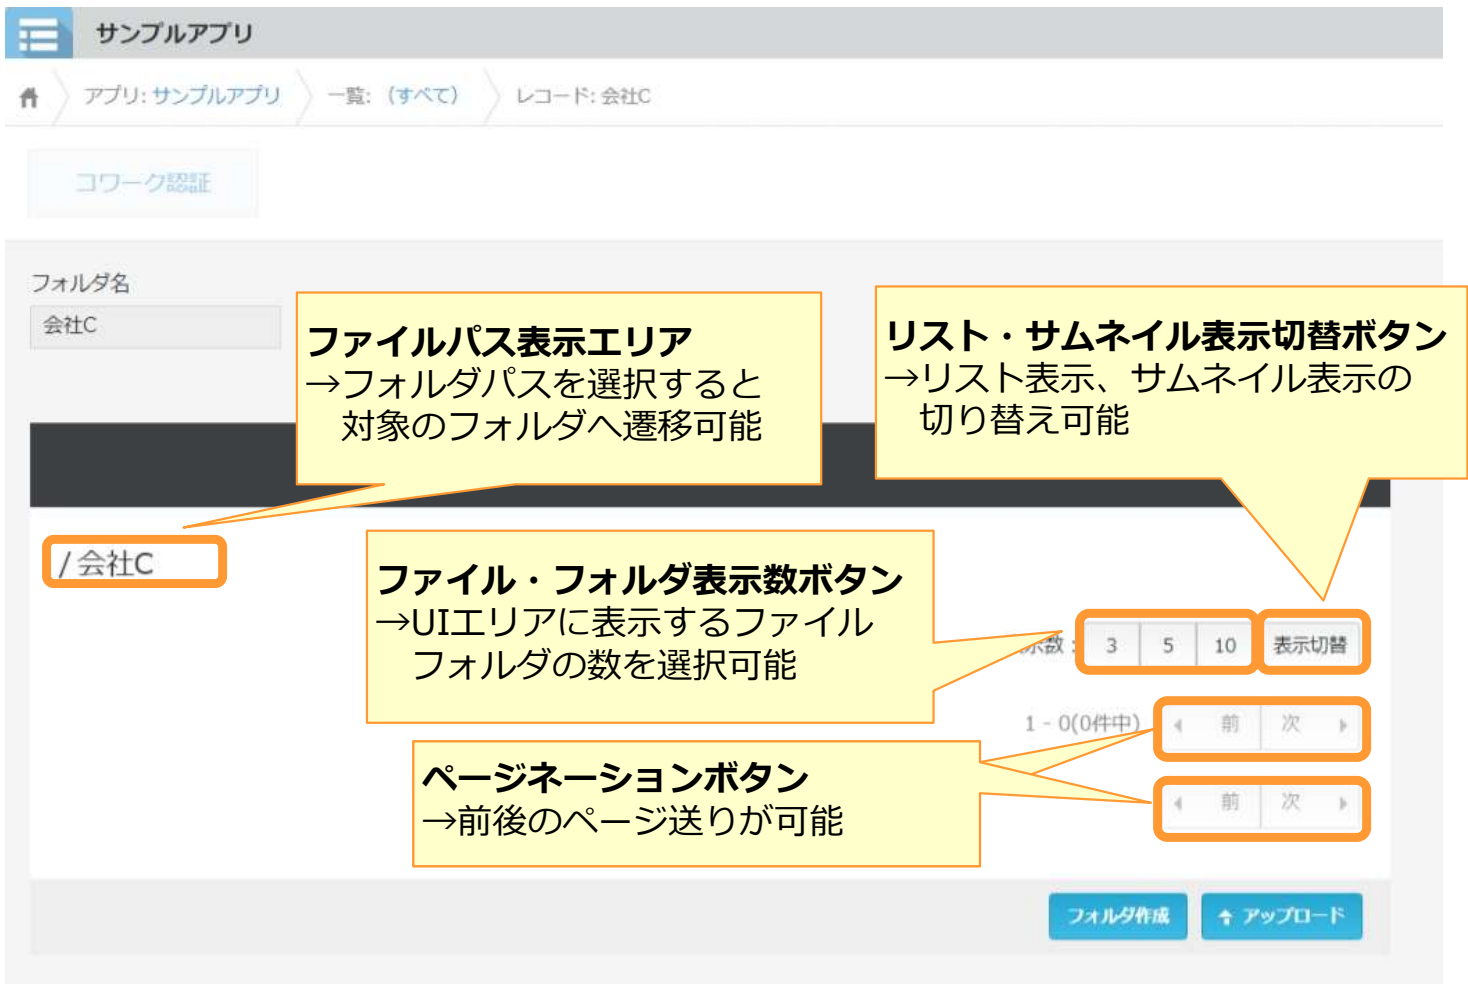 サンプルアプリ
アプリ: サンプルアプリ 一覧: (すべて) レコード: 会社C
コワーク認証
フォルダ名
会社C
ファイルパス表示エリア
→フォルダパスを選択すると
対象のフォルダへ遷移可能
リスト・サムネイル表示切替ボタン
→リスト表示、サムネイル表示の
切り替え可能
/ 会社C
ファイル・フォルダ表示数ボタン
→UIエリアに表示するファイル
フォルダの数を選択可能
示数 : 3 5 10 表示切替
1 - 0(0件中) 前 次
ページネーションボタン
→前後のページ送りが可能
前 次
フォルダ作成 アップロード